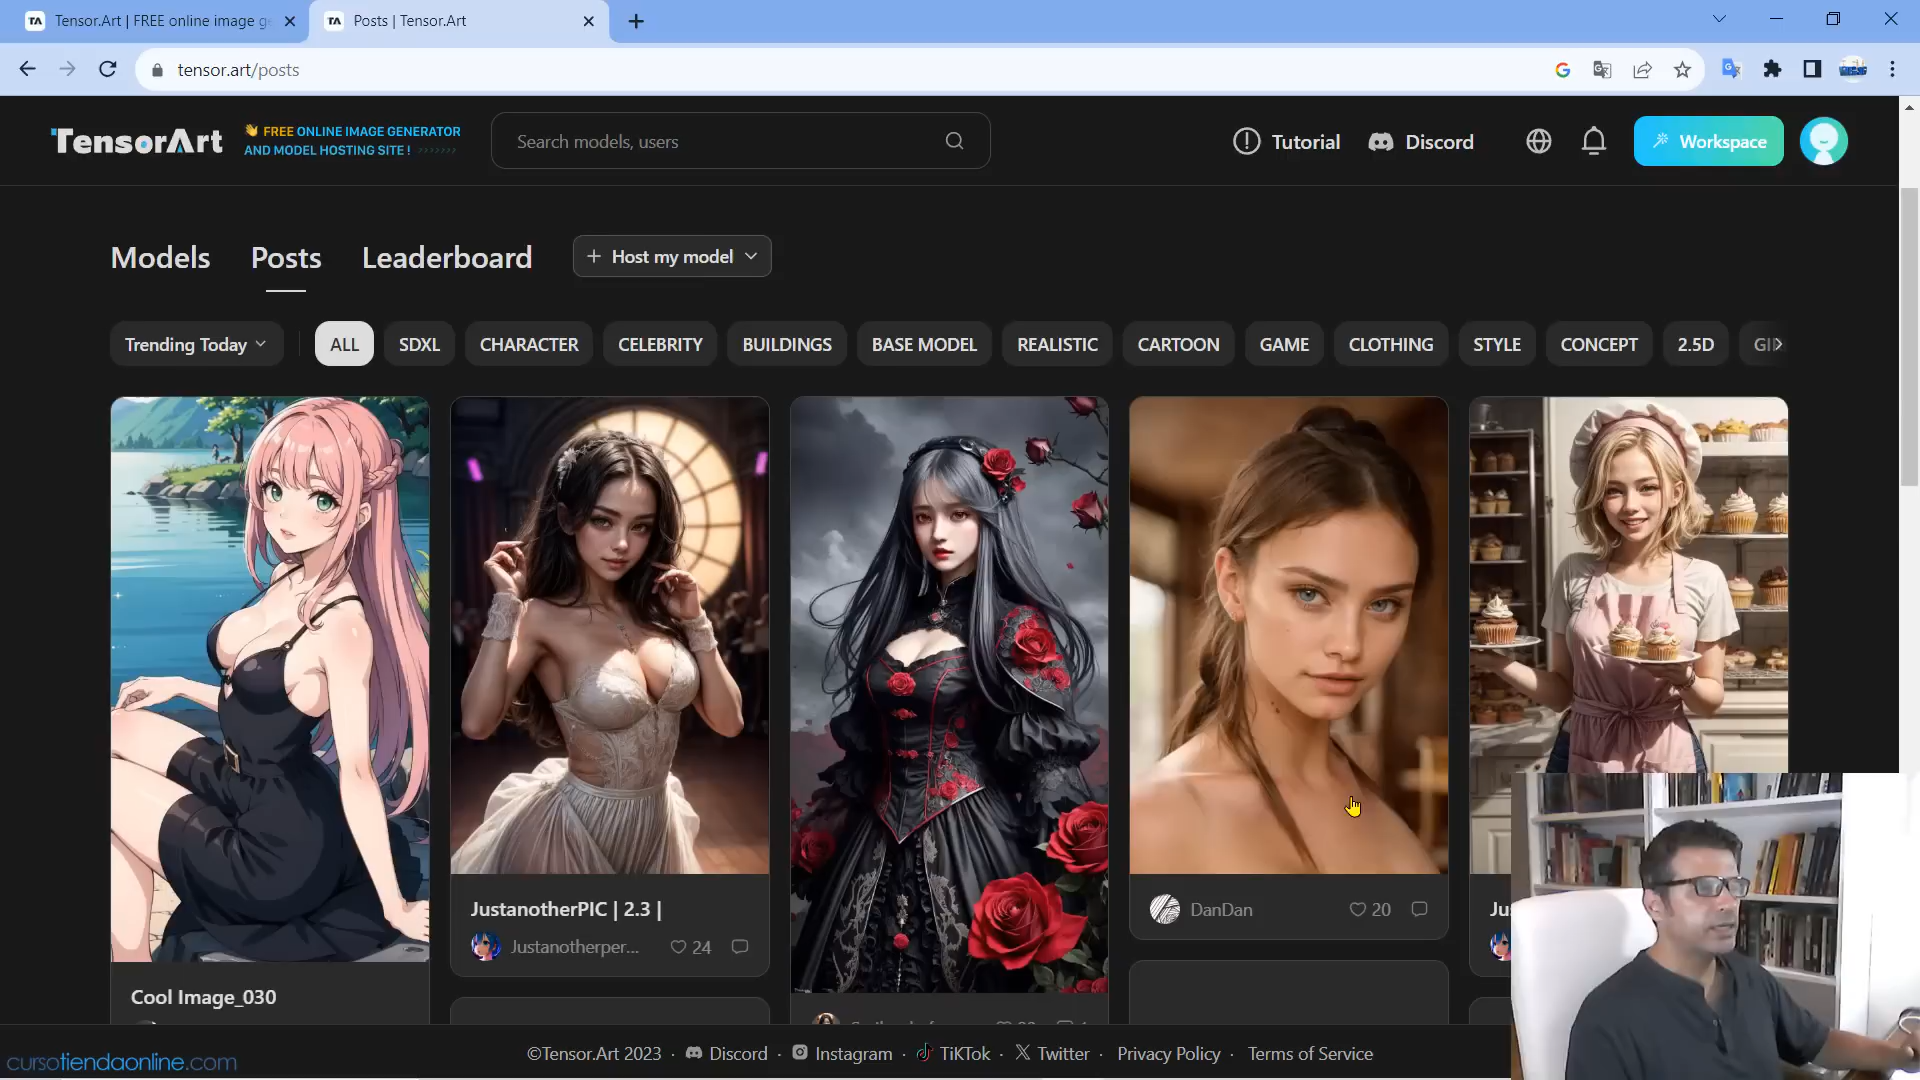 Tensor.Art | FREE online image ge
Posts | Tensor.Art
tensor.art/posts
TensorArt
👋 FREE ONLINE IMAGE GENERATOR
AND MODEL HOSTING SITE !
Search models, users
Tutorial
Discord
Workspace
Models
Posts
Leaderboard
+ Host my model
Trending Today
ALL
SDXL
CHARACTER
CELEBRITY
BUILDINGS
BASE MODEL
REALISTIC
CARTOON
GAME
CLOTHING
STYLE
CONCEPT
2.5D
JustanotherPIC | 2.3 |
Justanotherper...
24
DanDan
20
Ju
Cool Image_030
©Tensor.Art 2023 · Discord · Instagram · TikTok · Twitter · Privacy Policy · Terms of Service
cursotiendaonline.com